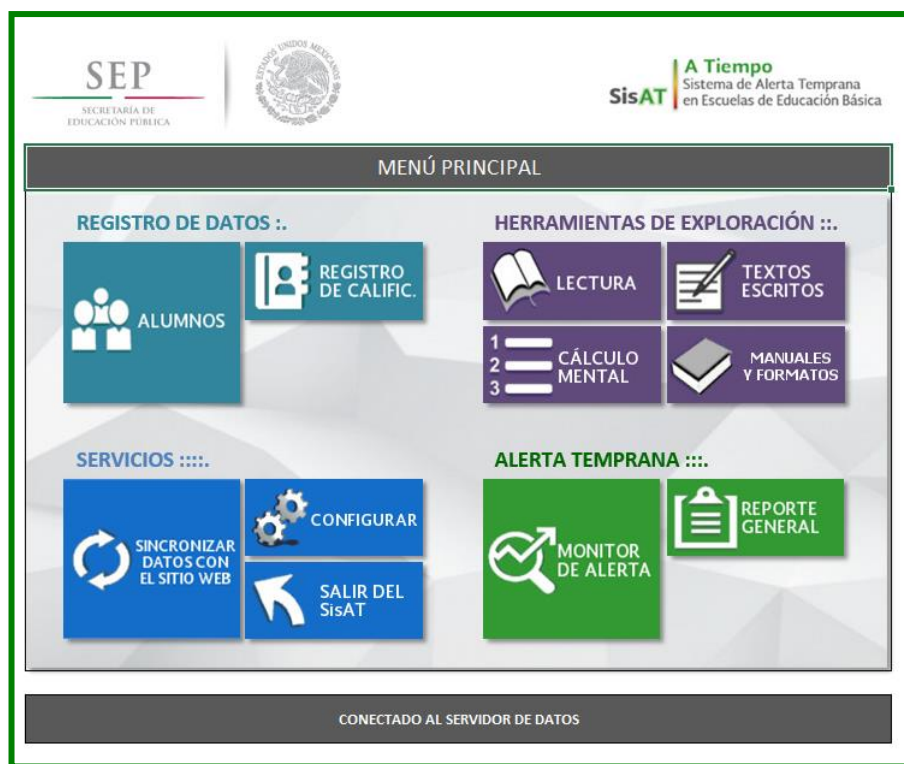 SEP
SECRETARÍA DE
EDUCACIÓN PÚBLICA
ESTADOS UNIDOS MEXICANOS
SisAT
A Tiempo
Sistema de Alerta Temprana
en Escuelas de Educación Básica
MENÚ PRINCIPAL
REGISTRO DE DATOS :.
ALUMNOS
REGISTRO
DE CALIFIC.
HERRAMIENTAS DE EXPLORACIÓN ::.
LECTURA
TEXTOS
ESCRITOS
1
2
3
CÁLCULO
MENTAL
MANUALES
Y FORMATOS
SERVICIOS ::::.
SINCRONIZAR
DATOS CON
EL SITIO WEB
CONFIGURAR
SALIR DEL
SisAT
ALERTA TEMPRANA :::.
MONITOR
DE ALERTA
REPORTE
GENERAL
CONECTADO AL SERVIDOR DE DATOS